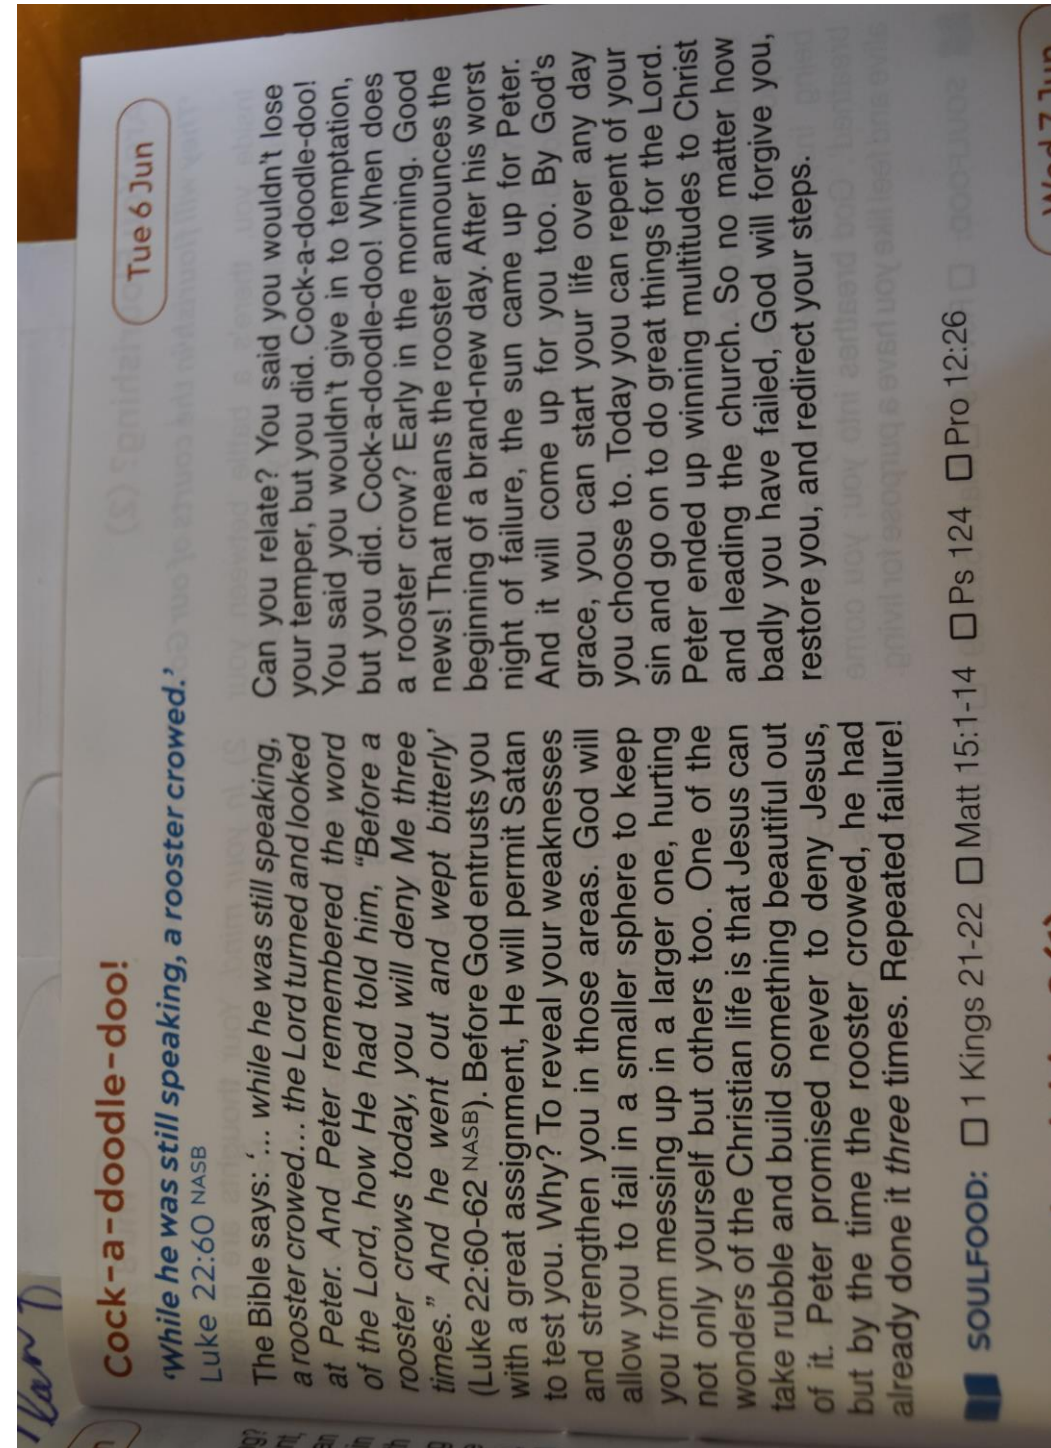 Cock-a-doodle-doo!
Tue 6 Jun
'While he was still speaking, a rooster crowed.'
Luke 22:60 NASB
The Bible says: '... while he was still speaking,
a rooster crowed... the Lord turned and looked
at Peter. And Peter remembered the word
of the Lord, how He had told him, "Before a
rooster crows today, you will deny Me three
times." And he went out and wept bitterly'
(Luke 22:60-62 NASB). Before God entrusts you
with a great assignment, He will permit Satan
to test you. Why? To reveal your weaknesses
and strengthen you in those areas. God will
allow you to fail in a smaller sphere to keep
you from messing up in a larger one, hurting
not only yourself but others too. One of the
wonders of the Christian life is that Jesus can
take rubble and build something beautiful out
of it. Peter promised never to deny Jesus,
but by the time the rooster crowed, he had
already done it three times. Repeated failure!
Can you relate? You said you wouldn't lose
your temper, but you did. Cock-a-doodle-doo!
You said you wouldn't give in to temptation,
but you did. Cock-a-doodle-doo! When does
a rooster crow? Early in the morning. Good
news! That means the rooster announces the
beginning of a brand-new day. After his worst
night of failure, the sun came up for Peter.
And it will come up for you too. By God's
grace, you can start your life over any day
you choose to. Today you can repent of your
sin and go on to do great things for the Lord.
Peter ended up winning multitudes to Christ
and leading the church. So no matter how
badly you have failed, God will forgive you,
restore you, and redirect your steps.
SOULFOOD: □ 1 Kings 21-22 □ Matt 15:1-14 □ Ps 124 □ Pro 12:26
Wed 7 Jun